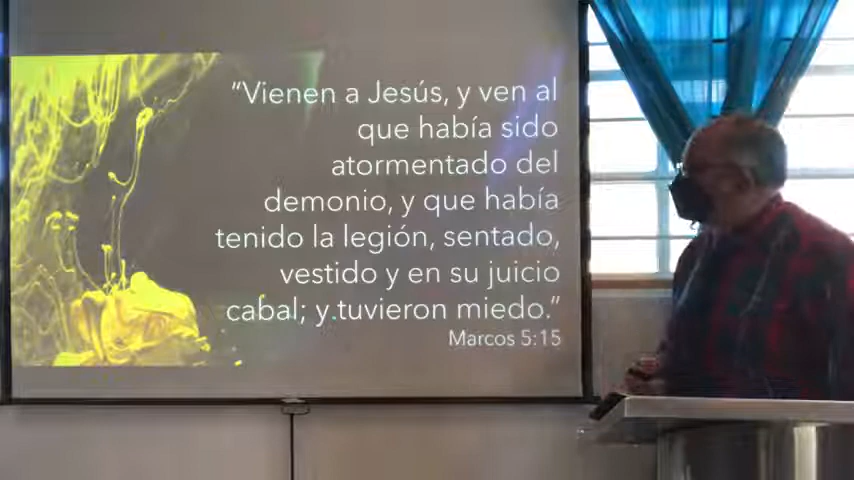 “Vienen a Jesús, y ven al
que había sido
atormentado del
demonio, y que había
tenido la legión, sentado,
vestido y en su juicio
cabal; y tuvieron miedo.”
Marcos 5:15